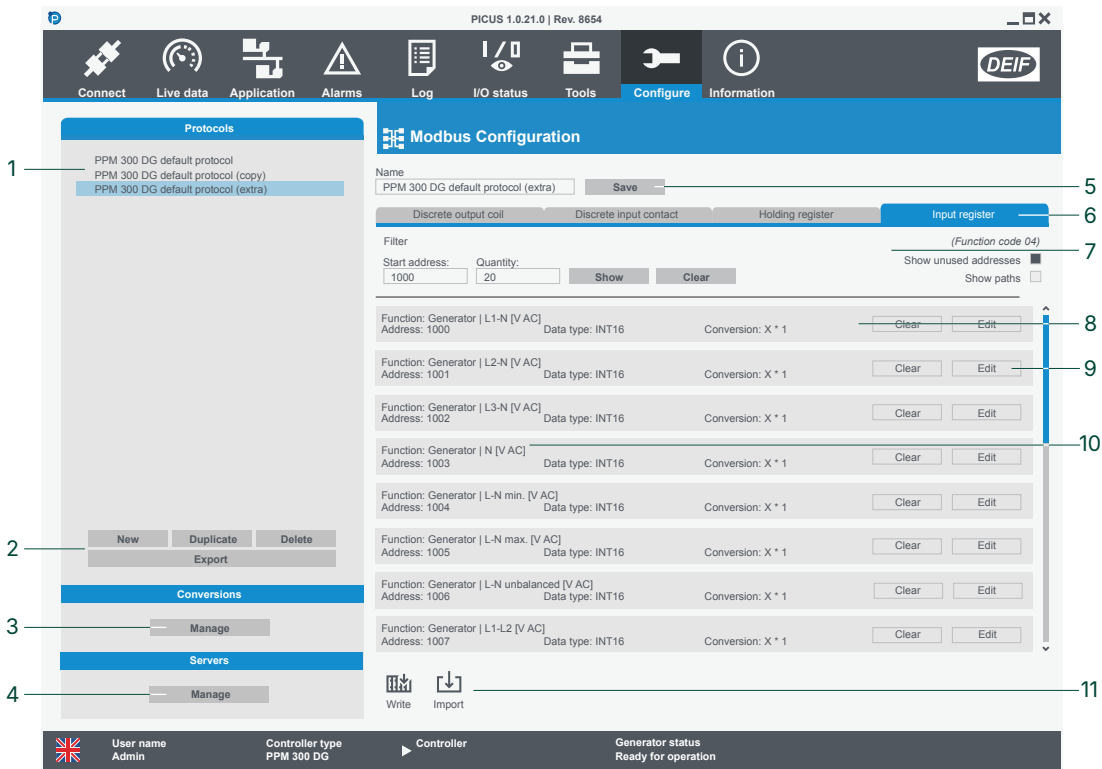 PICUS 1.0.21.0 | Rev. 8654
Connect Live data Application Alarms Log I/O status Tools Configure Information
DEIF
Protocols
1
PPM 300 DG default protocol
PPM 300 DG default protocol (copy)
PPM 300 DG default protocol (extra)
New Duplicate Delete
2
Export
Conversions
3
Manage
Servers
4
Manage
Modbus Configuration
Name
PPM 300 DG default protocol (extra) Save
5
Discrete output coil Discrete input contact Holding register Input register
6
Filter (Function code 04)
7
Start address: Quantity: Show unused addresses
1000 20 Show Clear Show paths
Function: Generator | L1-N [V AC]
Address: 1000 Data type: INT16 Conversion: X * 1 Clear Edit
8
Function: Generator | L2-N [V AC]
Address: 1001 Data type: INT16 Conversion: X * 1 Clear Edit
9
Function: Generator | L3-N [V AC]
Address: 1002 Data type: INT16 Conversion: X * 1 Clear Edit
Function: Generator | N [V AC]
10
Address: 1003 Data type: INT16 Conversion: X * 1 Clear Edit
Function: Generator | L-N min. [V AC]
Address: 1004 Data type: INT16 Conversion: X * 1 Clear Edit
Function: Generator | L-N max. [V AC]
Address: 1005 Data type: INT16 Conversion: X * 1 Clear Edit
Function: Generator | L-N unbalanced [V AC]
Address: 1006 Data type: INT16 Conversion: X * 1 Clear Edit
Function: Generator | L1-L2 [V AC]
Address: 1007 Data type: INT16 Conversion: X * 1 Clear Edit
11
Write Import
User name Controller type Controller Generator status
Admin PPM 300 DG Ready for operation